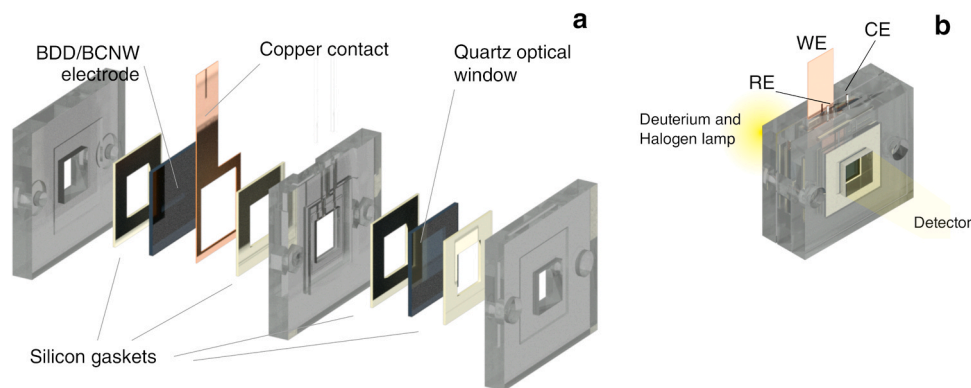 a
BDD/BCNW
electrode
Copper contact
Quartz optical
window
Silicon gaskets
b
CE
WE
RE
Deuterium and
Halogen lamp
Detector